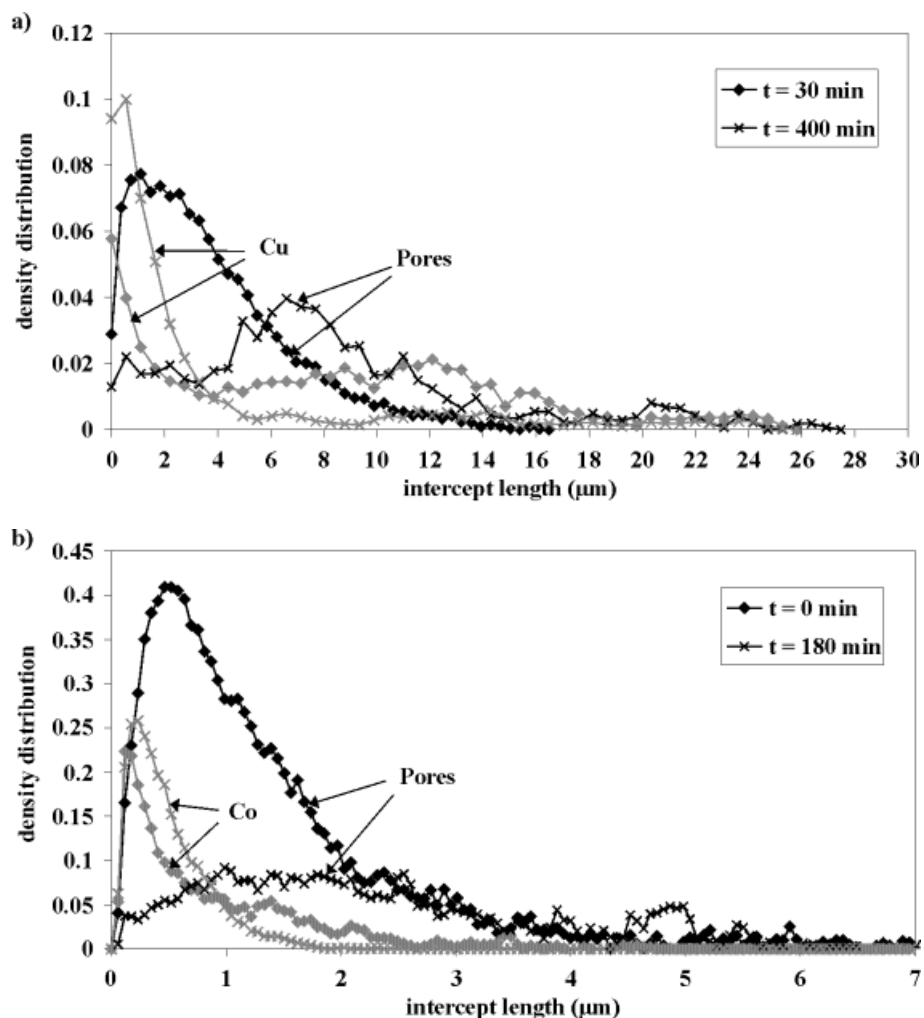 a)
0.12
0.1
0.08
0.06
0.04
0.02
0
density distribution
t = 30 min
t = 400 min
Cu
Pores
0 2 4 6 8 10 12 14 16 18 20 22 24 26 28 30
intercept length (µm)
b)
0.45
0.4
0.35
0.3
0.25
0.2
0.15
0.1
0.05
0
density distribution
t = 0 min
t = 180 min
Pores
Co
0 1 2 3 4 5 6 7
intercept length (µm)